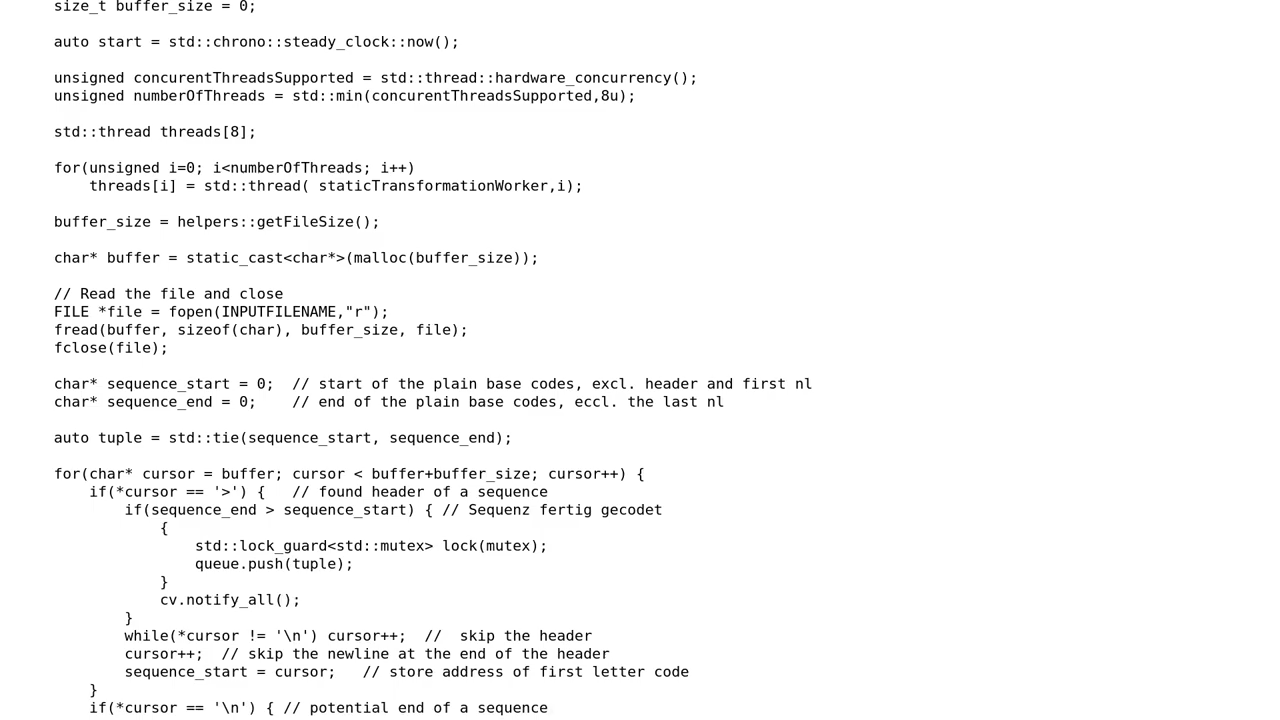 size_t buffer_size = 0;
auto start = std::chrono::steady_clock::now();
unsigned concurentThreadsSupported = std::thread::hardware_concurrency();
unsigned numberOfThreads = std::min(concurentThreadsSupported,8u);
std::thread threads[8];
for(unsigned i=0; i<numberOfThreads; i++)
threads[i] = std::thread( staticTransformationWorker,i);
buffer_size = helpers::getFileSize();
char* buffer = static_cast<char*>(malloc(buffer_size));
// Read the file and close
FILE *file = fopen(INPUTFILENAME,"r");
fread(buffer, sizeof(char), buffer_size, file);
fclose(file);
char* sequence_start = 0;  // start of the plain base codes, excl. header and first nl
char* sequence_end = 0;    // end of the plain base codes, eccl. the last nl
auto tuple = std::tie(sequence_start, sequence_end);
for(char* cursor = buffer; cursor < buffer+buffer_size; cursor++) {
if(*cursor == '>') {   // found header of a sequence
if(sequence_end > sequence_start) { // Sequenz fertig gecodet
{
std::lock_guard<std::mutex> lock(mutex);
queue.push(tuple);
}
cv.notify_all();
}
while(*cursor != '\n') cursor++;  //  skip the header
cursor++;  // skip the newline at the end of the header
sequence_start = cursor;   // store address of first letter code
}
if(*cursor == '\n') { // potential end of a sequence